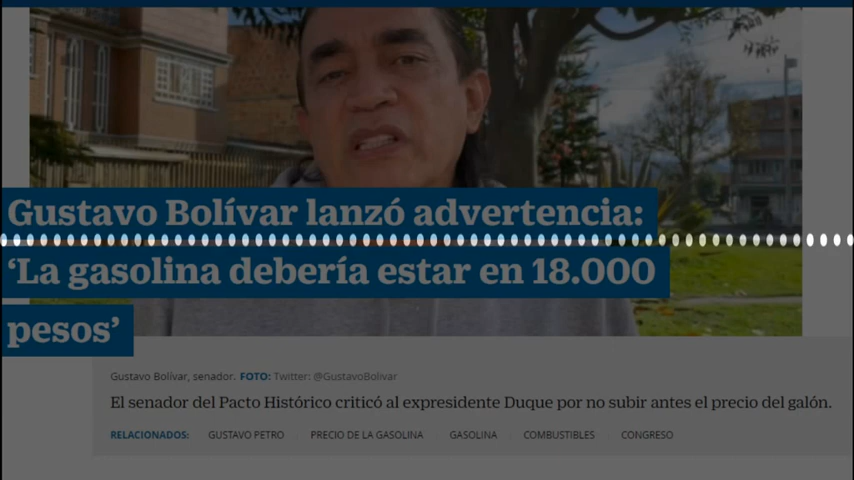 Gustavo Bolívar lanzó advertencia:
‘La gasolina debería estar en 18.000
pesos’
Gustavo Bolívar, senador. FOTO: Twitter: @GustavoBolivar
El senador del Pacto Histórico criticó al expresidente Duque por no subir antes el precio del galón.
RELACIONADOS: GUSTAVO PETRO PRECIO DE LA GASOLINA GASOLINA COMBUSTIBLES CONGRESO